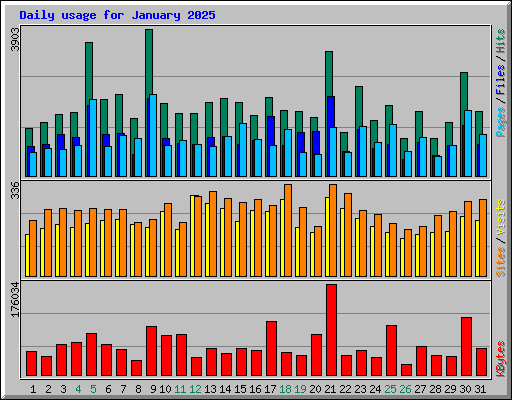 Daily usage for January 2025
3903
Pages / Files / Hits
336
Sites / Visits
176034
KBytes
1 2 3 4 5 6 7 8 9 10 11 12 13 14 15 16 17 18 19 20 21 22 23 24 25 26 27 28 29 30 31